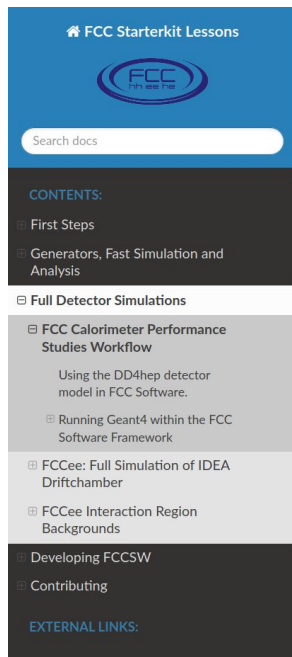 FCC Starterkit Lessons
FCC
hh ee he
Search docs
CONTENTS:
First Steps
Generators, Fast Simulation and
Analysis
Full Detector Simulations
FCC Calorimeter Performance
Studies Workflow
Using the DD4hep detector
model in FCC Software.
Running Geant4 within the FCC
Software Framework
FCCee: Full Simulation of IDEA
Driftchamber
FCCee Interaction Region
Backgrounds
Developing FCCSW
Contributing
EXTERNAL LINKS: